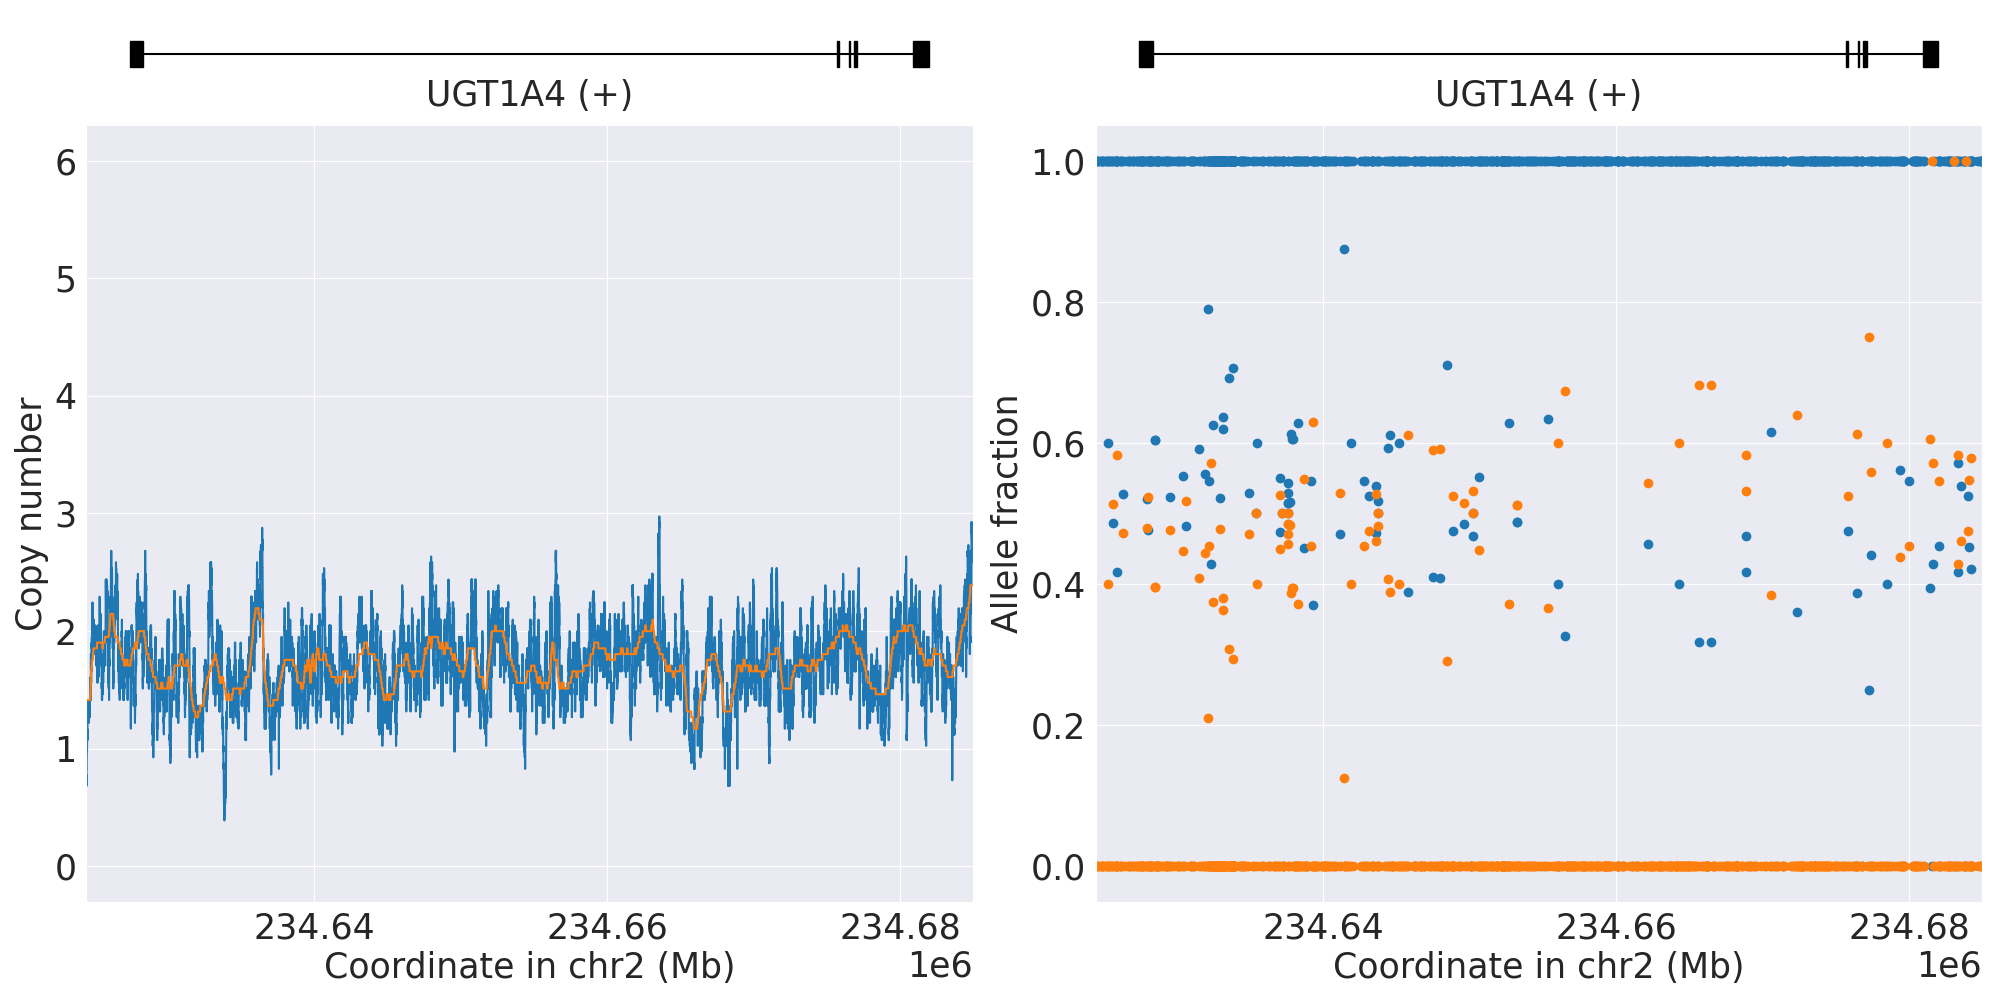 UGT1A4 (+)
6
5
4
3
2
1
0
Copy number
234.64 234.66 234.68
Coordinate in chr2 (Mb)
1e6
UGT1A4 (+)
1.0
0.8
0.6
0.4
0.2
0.0
Allele fraction
234.64 234.66 234.68
Coordinate in chr2 (Mb)
1e6